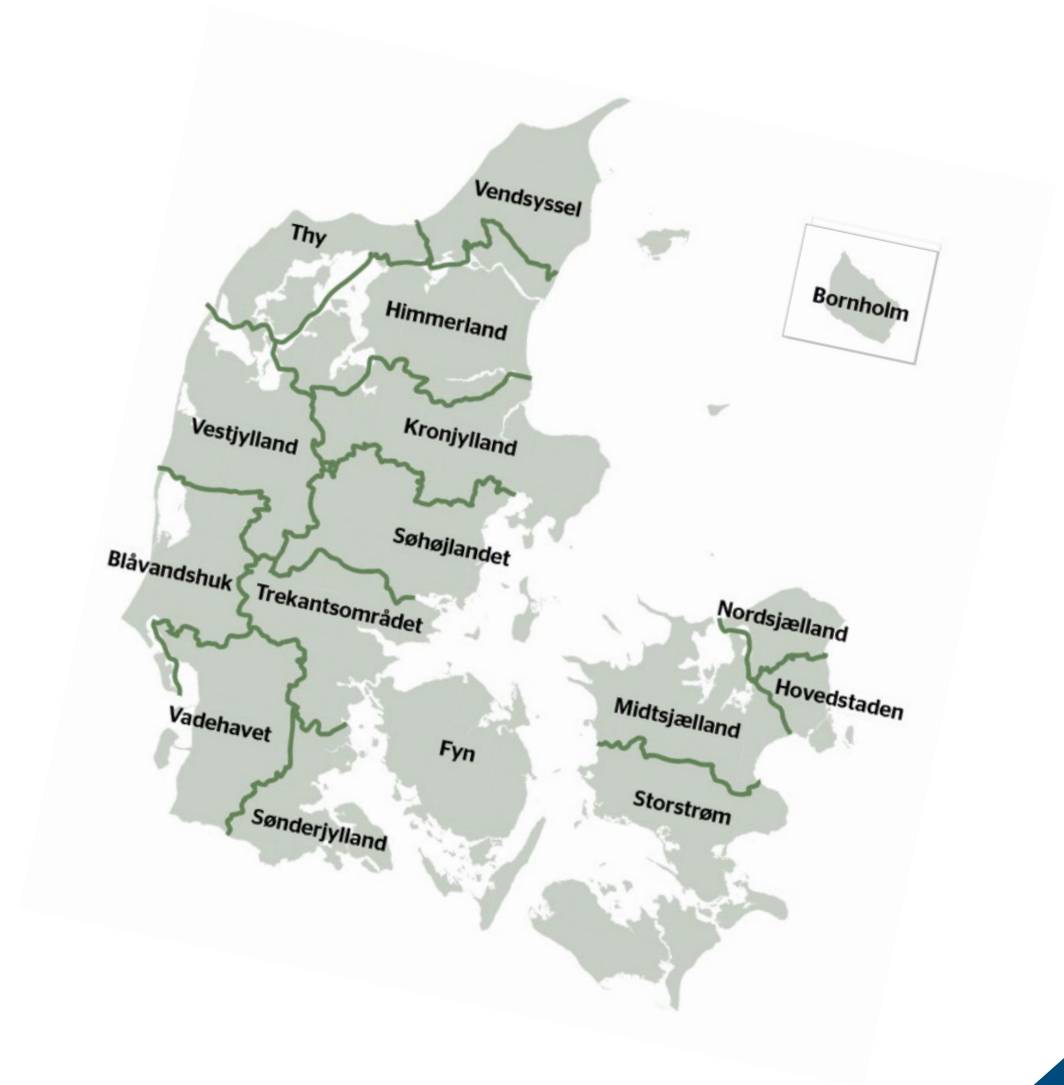 Vendsyssel
Thy
Bornholm
Himmerland
Vestjylland
Kronjylland
Søhøjlandet
Blåvandshuk
Trekantsområdet
Nordsjælland
Hovedstaden
Midtsjælland
Vadehavet
Fyn
Storstrøm
Sønderjylland